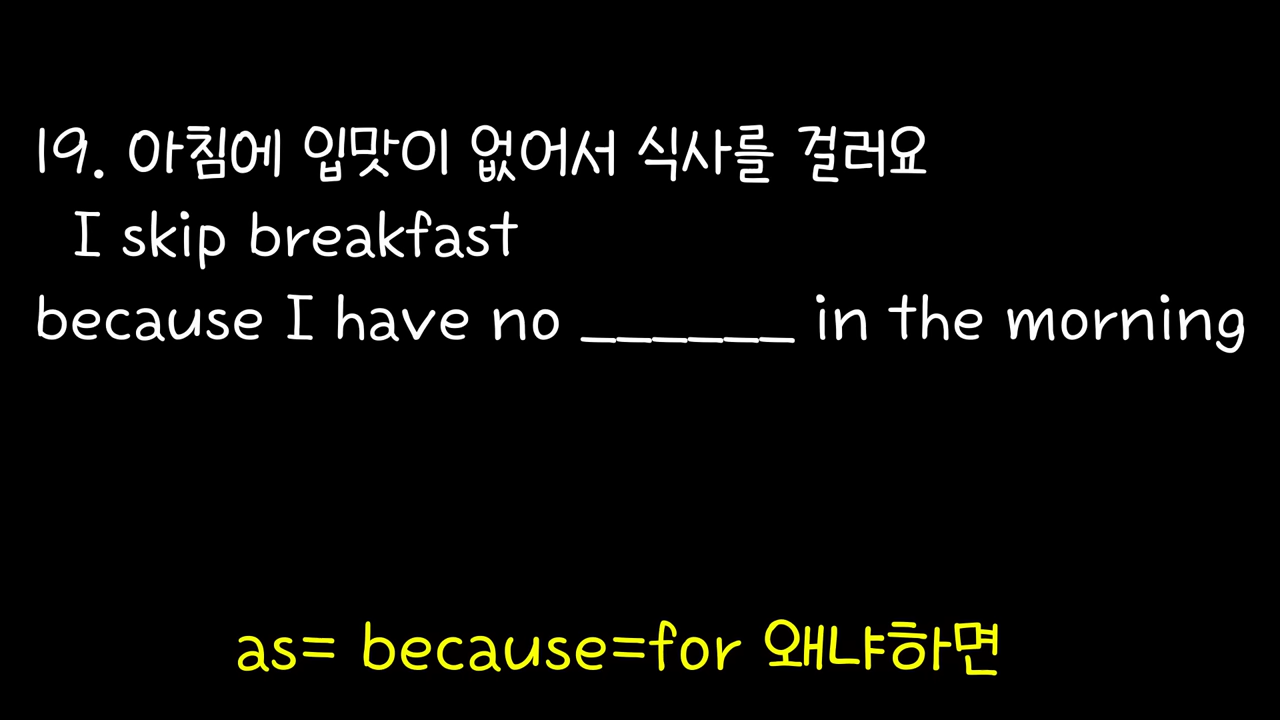 19. 아침에 입맛이 없어서 식사를 걸러요
I skip breakfast
because I have no ______ in the morning
as= because=for 왜냐하면